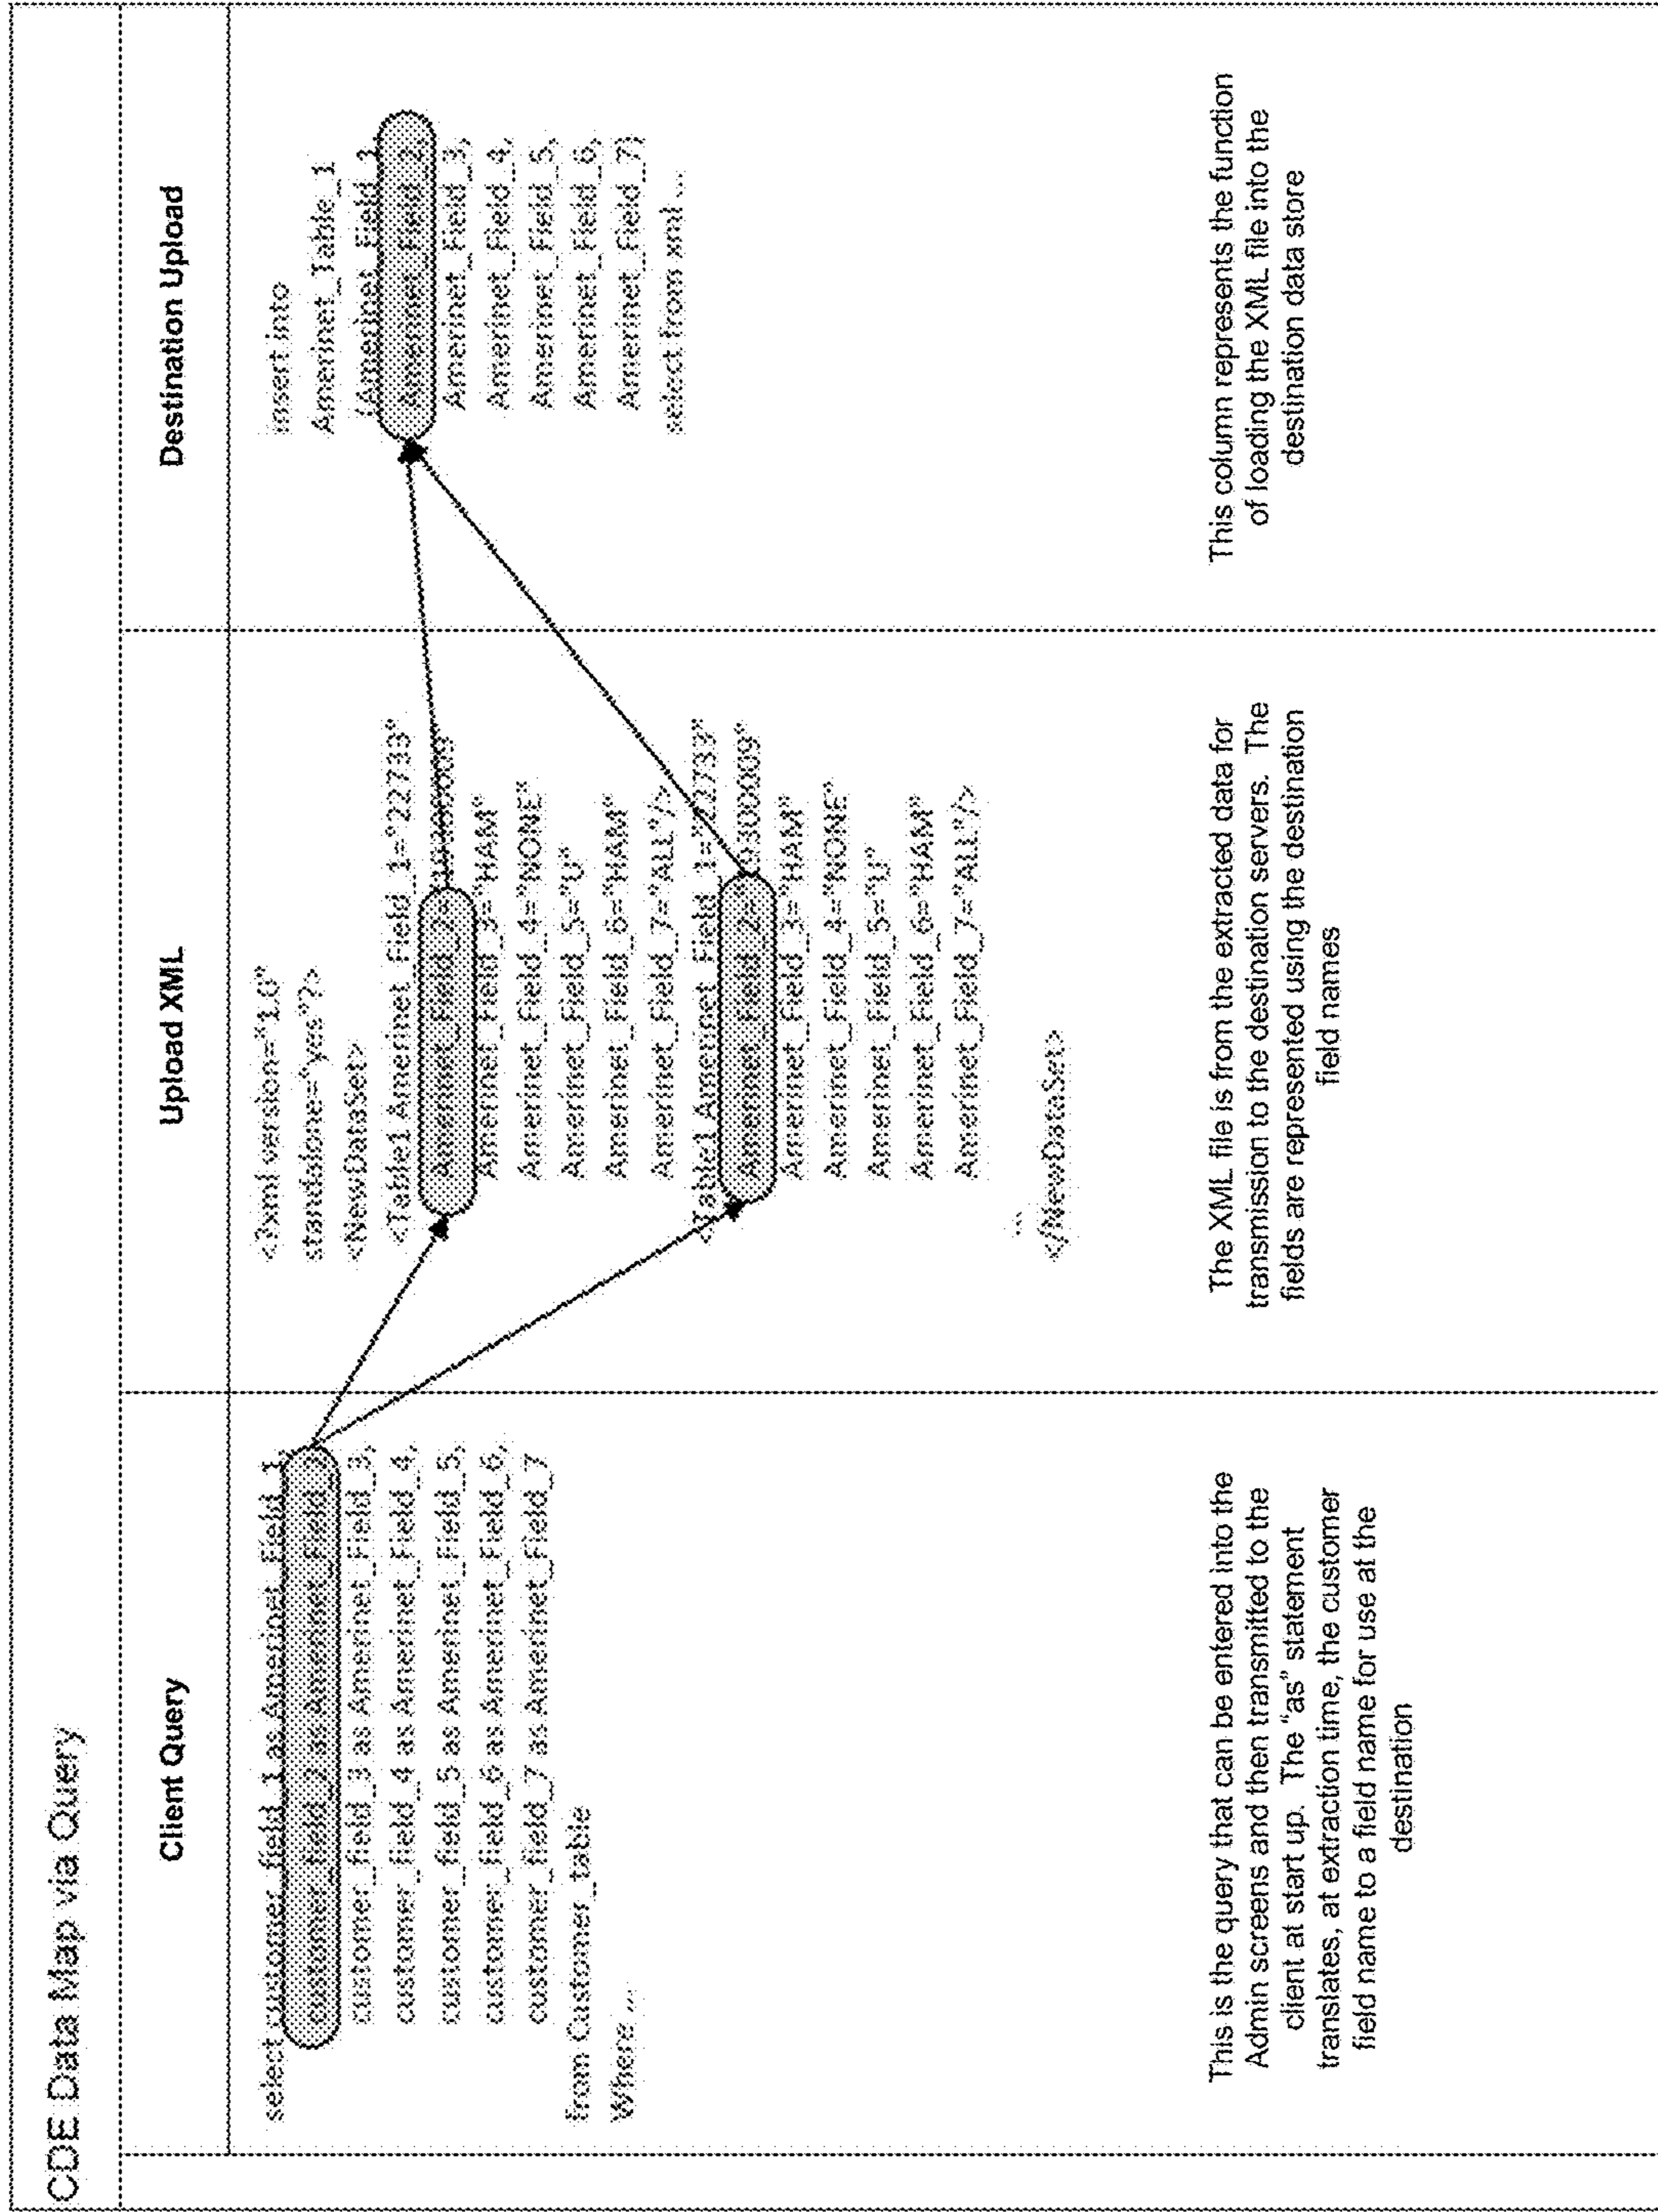 CDE Data Map via Query
Client Query
select customer_field_1 as Amerinet_Field_1,
customer_field_2 as Amerinet_Field_2,
customer_field_3 as Amerinet_Field_3,
customer_field_4 as Amerinet_Field_4,
customer_field_5 as Amerinet_Field_5,
customer_field_6 as Amerinet_Field_6,
customer_field_7 as Amerinet_Field_7
from Customer_table
Where ...
This is the query that can be entered into the
Admin screens and then transmitted to the
client at start up. The "as" statement
translates, at extraction time, the customer
field name to a field name for use at the
destination
Upload XML
<?xml version="1.0"
standalone="yes"?>
<NewDataSet>
<Table1 Amerinet_Field_1="22733"
Amerinet_Field_2=
Amerinet_Field_3="HAM"
Amerinet_Field_4="NONE"
Amerinet_Field_5="U"
Amerinet_Field_6="HAM"
Amerinet_Field_7="ALL"/>
<Table1 Amerinet_Field_1="22733"
Amerinet_Field_2=
Amerinet_Field_3="HAM"
Amerinet_Field_4="NONE"
Amerinet_Field_5="U"
Amerinet_Field_6="HAM"
Amerinet_Field_7="ALL"/>
...
</NewDataSet>
The XML file is from the extracted data for
transmission to the destination servers. The
fields are represented using the destination
field names
Destination Upload
insert into
Amerinet_Table_1
(Amerinet_Field_1,
Amerinet_Field_2,
Amerinet_Field_3,
Amerinet_Field_4,
Amerinet_Field_5,
Amerinet_Field_6,
Amerinet_Field_7)
select from xml ...
This column represents the function
of loading the XML file into the
destination data store